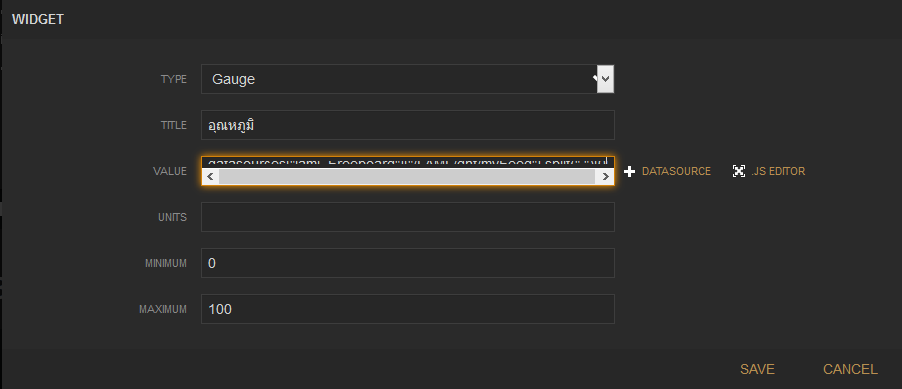 WIDGET
TYPE Gauge
TITLE อุณหภูมิ
VALUE + DATASOURCE .JS EDITOR
UNITS
MINIMUM 0
MAXIMUM 100
SAVE CANCEL